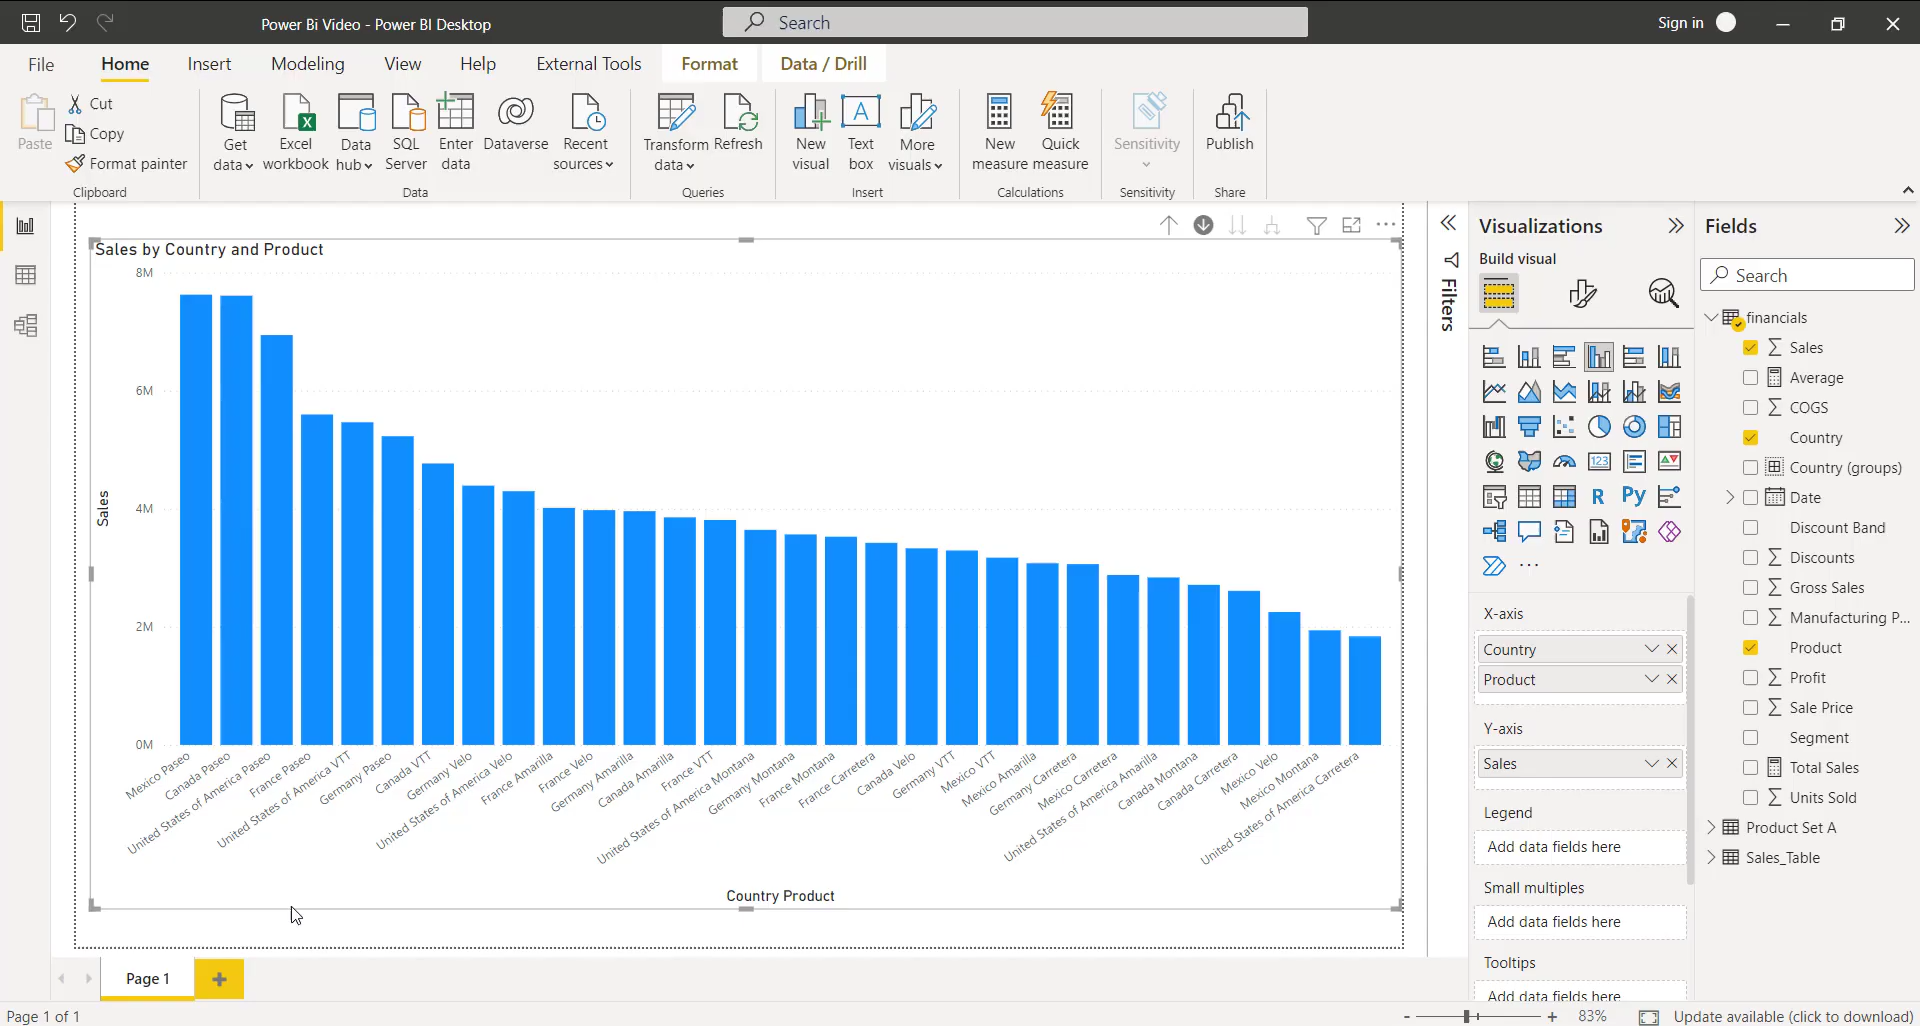 Power Bi Video - Power BI Desktop
Search
Sign in
File Home Insert Modeling View Help External Tools Format Data / Drill
Paste
Cut
Copy
Format painter
Clipboard
Get data
Excel workbook
Data hub
SQL Server
Enter data
Dataverse
Recent sources
Data
Transform data
Refresh
Queries
New visual
Text box
More visuals
Insert
New measure
Quick measure
Calculations
Sensitivity
Sensitivity
Publish
Share
Sales by Country and Product
8M
6M
4M
2M
0M
Sales
Mexico Paseo
Canada Paseo
United States of America Paseo
France Paseo
United States of America VTT
Germany Paseo
Canada VTT
Germany Velo
United States of America Velo
France Amarilla
France Velo
Germany Amarilla
Canada Amarilla
France VTT
United States of America Montana
Germany Montana
France Montana
France Carretera
Canada Velo
Germany VTT
Mexico VTT
Mexico Amarilla
Germany Carretera
Mexico Carretera
United States of America Amarilla
Canada Montana
Canada Carretera
Mexico Velo
Mexico Montana
United States of America Carretera
Country Product
Filters
Visualizations
Build visual
123
R
Py
X-axis
Country
Product
Y-axis
Sales
Legend
Add data fields here
Small multiples
Add data fields here
Tooltips
Add data fields here
Fields
Search
financials
Sales
Average
COGS
Country
Country (groups)
Date
Discount Band
Discounts
Gross Sales
Manufacturing P...
Product
Profit
Sale Price
Segment
Total Sales
Units Sold
Product Set A
Sales_Table
Page 1
Page 1 of 1
- + 83%
Update available (click to download)